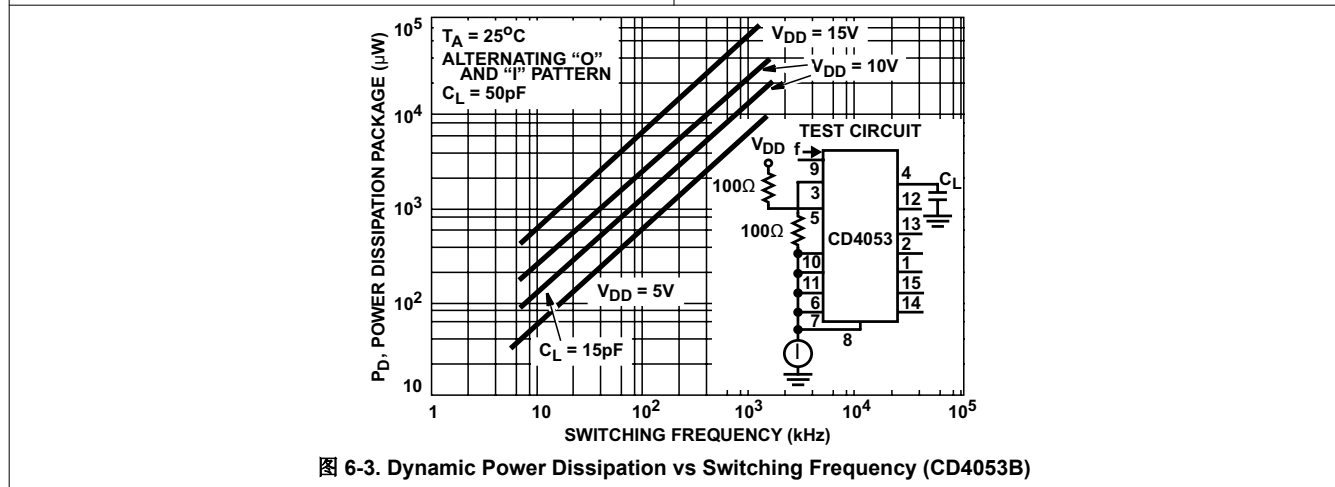 10⁵
10⁴
10³
10²
10
P_D, POWER DISSIPATION PACKAGE (μW)
T_A = 25°C
ALTERNATING “O”
AND “I” PATTERN
C_L = 50pF
V_DD = 15V
V_DD = 10V
V_DD = 5V
C_L = 15pF
TEST CIRCUIT
V_DD f
100Ω
100Ω
9
3
5
10
11
6
7
8
CD4053
4
C_L
12
13
2
1
15
14
I
1 10 10² 10³ 10⁴ 10⁵
SWITCHING FREQUENCY (kHz)
图 6-3. Dynamic Power Dissipation vs Switching Frequency (CD4053B)